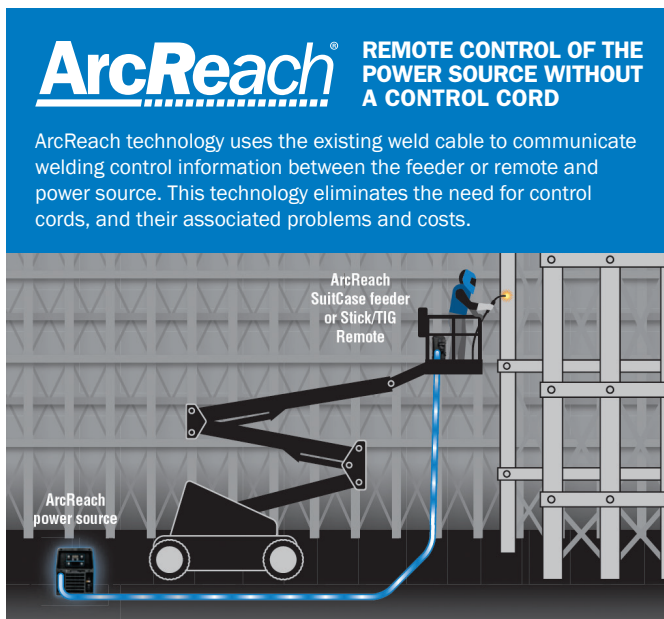 ArcReach®
REMOTE CONTROL OF THE
POWER SOURCE WITHOUT
A CONTROL CORD
ArcReach technology uses the existing weld cable to communicate
welding control information between the feeder or remote and
power source. This technology eliminates the need for control
cords, and their associated problems and costs.
ArcReach
SuitCase feeder
or Stick/TIG
Remote
ArcReach
power source